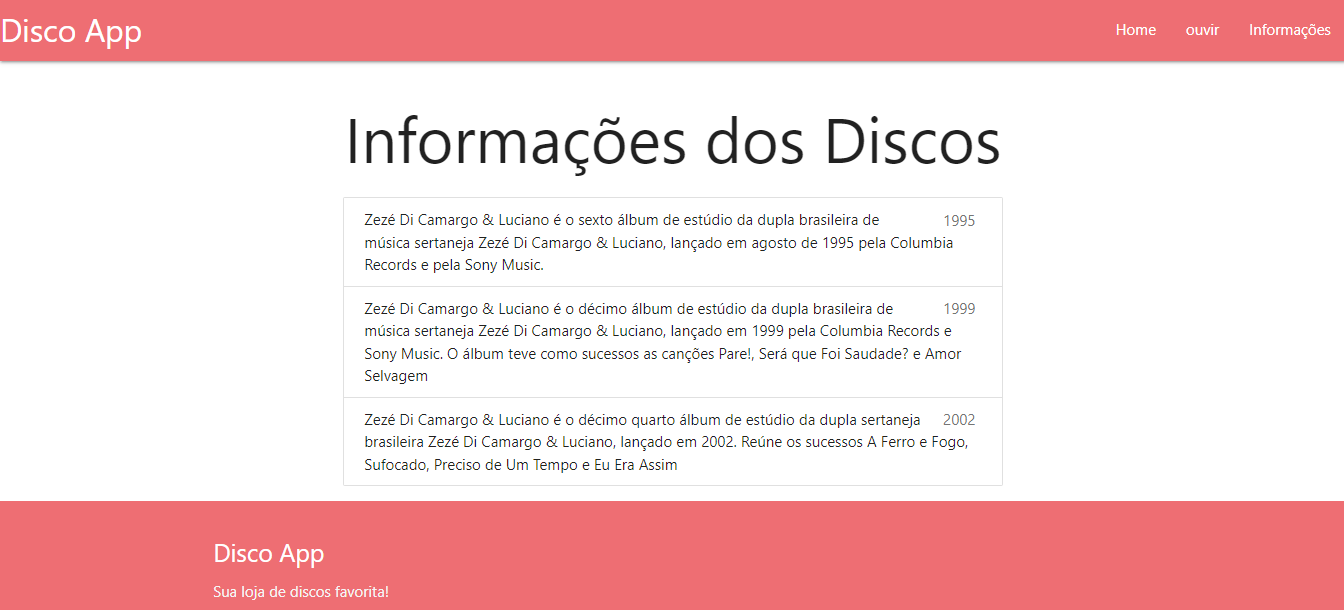 Disco App
Home ouvir Informações
Informações dos Discos
Zezé Di Camargo & Luciano é o sexto álbum de estúdio da dupla brasileira de 1995
música sertaneja Zezé Di Camargo & Luciano, lançado em agosto de 1995 pela Columbia
Records e pela Sony Music.
Zezé Di Camargo & Luciano é o décimo álbum de estúdio da dupla brasileira de 1999
música sertaneja Zezé Di Camargo & Luciano, lançado em 1999 pela Columbia Records e
Sony Music. O álbum teve como sucessos as canções Pare!, Será que Foi Saudade? e Amor
Selvagem
Zezé Di Camargo & Luciano é o décimo quarto álbum de estúdio da dupla sertaneja 2002
brasileira Zezé Di Camargo & Luciano, lançado em 2002. Reúne os sucessos A Ferro e Fogo,
Sufocado, Preciso de Um Tempo e Eu Era Assim
Disco App
Sua loja de discos favorita!